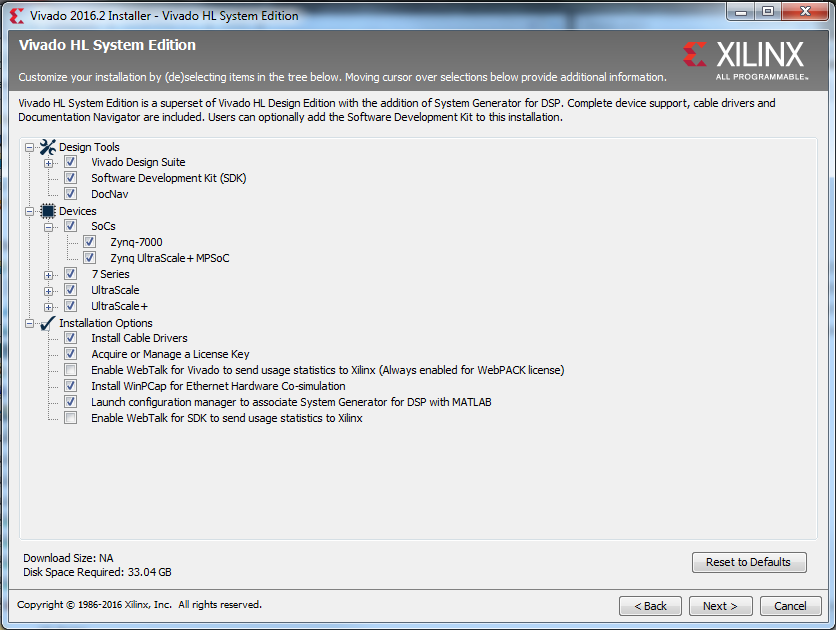 Vivado 2016.2 Installer - Vivado HL System Edition
Vivado HL System Edition
Customize your installation by (de)selecting items in the tree below. Moving cursor over selections below provide additional information.
XILINX
ALL PROGRAMMABLE™
Vivado HL System Edition is a superset of Vivado HL Design Edition with the addition of System Generator for DSP. Complete device support, cable drivers and
Documentation Navigator are included. Users can optionally add the Software Development Kit to this installation.
Design Tools
Vivado Design Suite
Software Development Kit (SDK)
DocNav
Devices
SoCs
Zynq-7000
Zynq UltraScale+ MPSoC
7 Series
UltraScale
UltraScale+
Installation Options
Install Cable Drivers
Acquire or Manage a License Key
Enable WebTalk for Vivado to send usage statistics to Xilinx (Always enabled for WebPACK license)
Install WinPCap for Ethernet Hardware Co-simulation
Launch configuration manager to associate System Generator for DSP with MATLAB
Enable WebTalk for SDK to send usage statistics to Xilinx
Download Size: NA
Disk Space Required: 33.04 GB
Reset to Defaults
Copyright © 1986-2016 Xilinx, Inc. All rights reserved.
< Back Next > Cancel